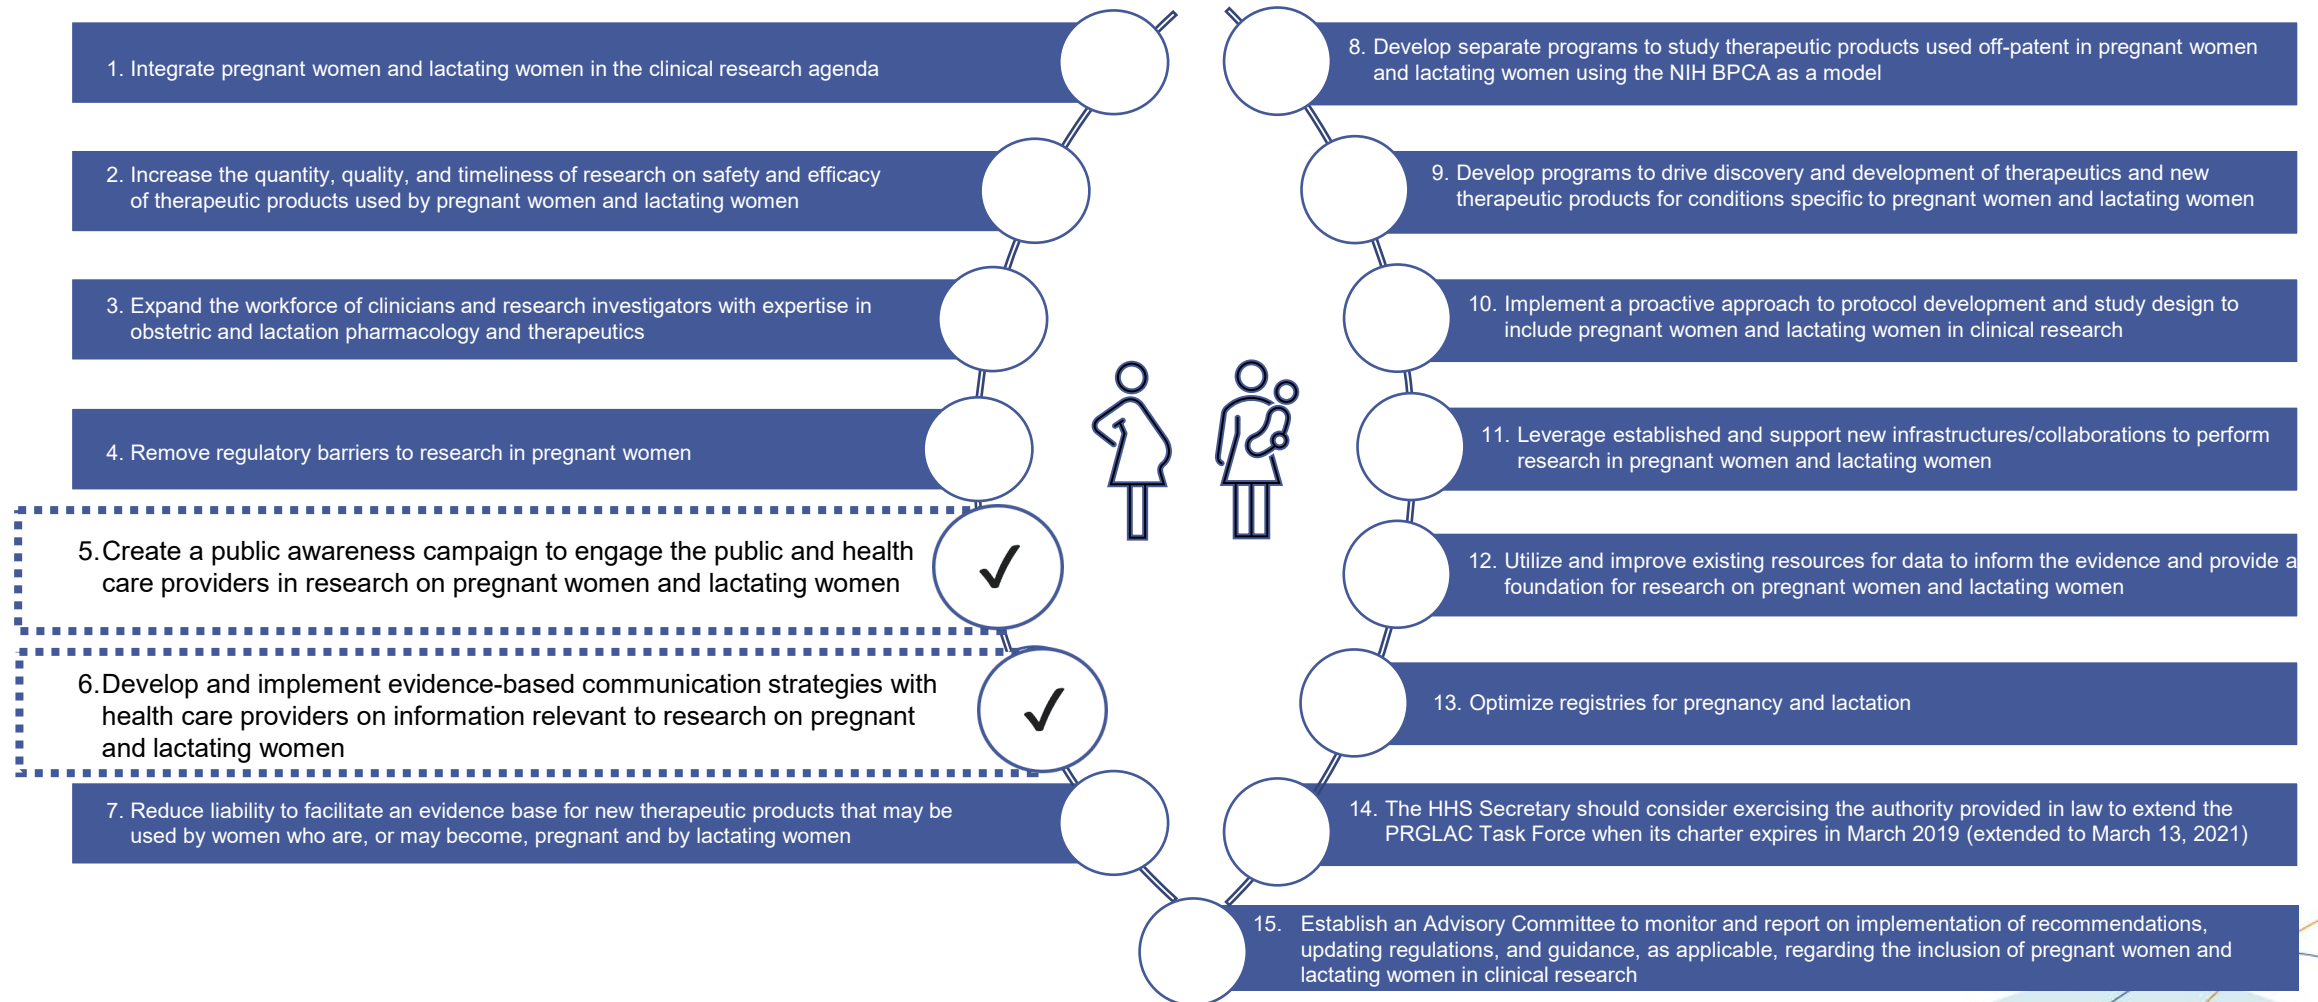 1. Integrate pregnant women and lactating women in the clinical research agenda
2. Increase the quantity, quality, and timeliness of research on safety and efficacy
of therapeutic products used by pregnant women and lactating women
3. Expand the workforce of clinicians and research investigators with expertise in
obstetric and lactation pharmacology and therapeutics
4. Remove regulatory barriers to research in pregnant women
5. Create a public awareness campaign to engage the public and health
care providers in research on pregnant women and lactating women
✓
6. Develop and implement evidence-based communication strategies with
health care providers on information relevant to research on pregnant
and lactating women
✓
7. Reduce liability to facilitate an evidence base for new therapeutic products that may be
used by women who are, or may become, pregnant and by lactating women
8. Develop separate programs to study therapeutic products used off-patent in pregnant women
and lactating women using the NIH BPCA as a model
9. Develop programs to drive discovery and development of therapeutics and new
therapeutic products for conditions specific to pregnant women and lactating women
10. Implement a proactive approach to protocol development and study design to
include pregnant women and lactating women in clinical research
11. Leverage established and support new infrastructures/collaborations to perform
research in pregnant women and lactating women
12. Utilize and improve existing resources for data to inform the evidence and provide a
foundation for research on pregnant women and lactating women
13. Optimize registries for pregnancy and lactation
14. The HHS Secretary should consider exercising the authority provided in law to extend the
PRGLAC Task Force when its charter expires in March 2019 (extended to March 13, 2021)
15. Establish an Advisory Committee to monitor and report on implementation of recommendations,
updating regulations, and guidance, as applicable, regarding the inclusion of pregnant women and
lactating women in clinical research